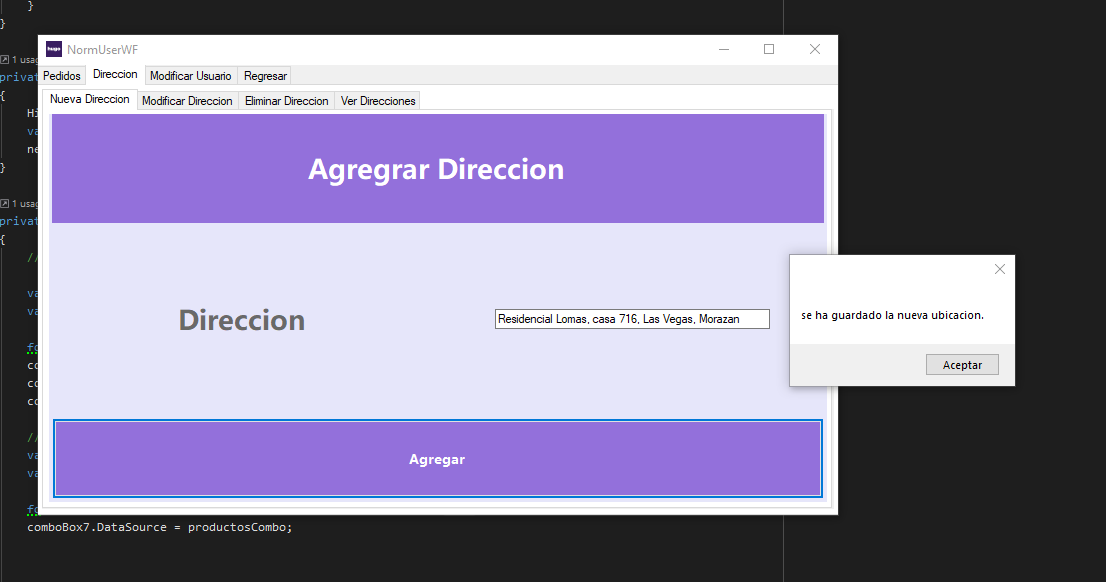 }
}
1 usag
privat
{
Hi
va
ne
}
1 usag
privat
{
//
va
va
fo
co
co
co
//
va
va
fo
comboBox7.DataSource = productosCombo;
hugo
NormUserWF
Pedidos Direccion Modificar Usuario Regresar
Nueva Direccion Modificar Direccion Eliminar Direccion Ver Direcciones
Agregrar Direccion
Direccion
Residencial Lomas, casa 716, Las Vegas, Morazan
Agregar
se ha guardado la nueva ubicacion.
Aceptar